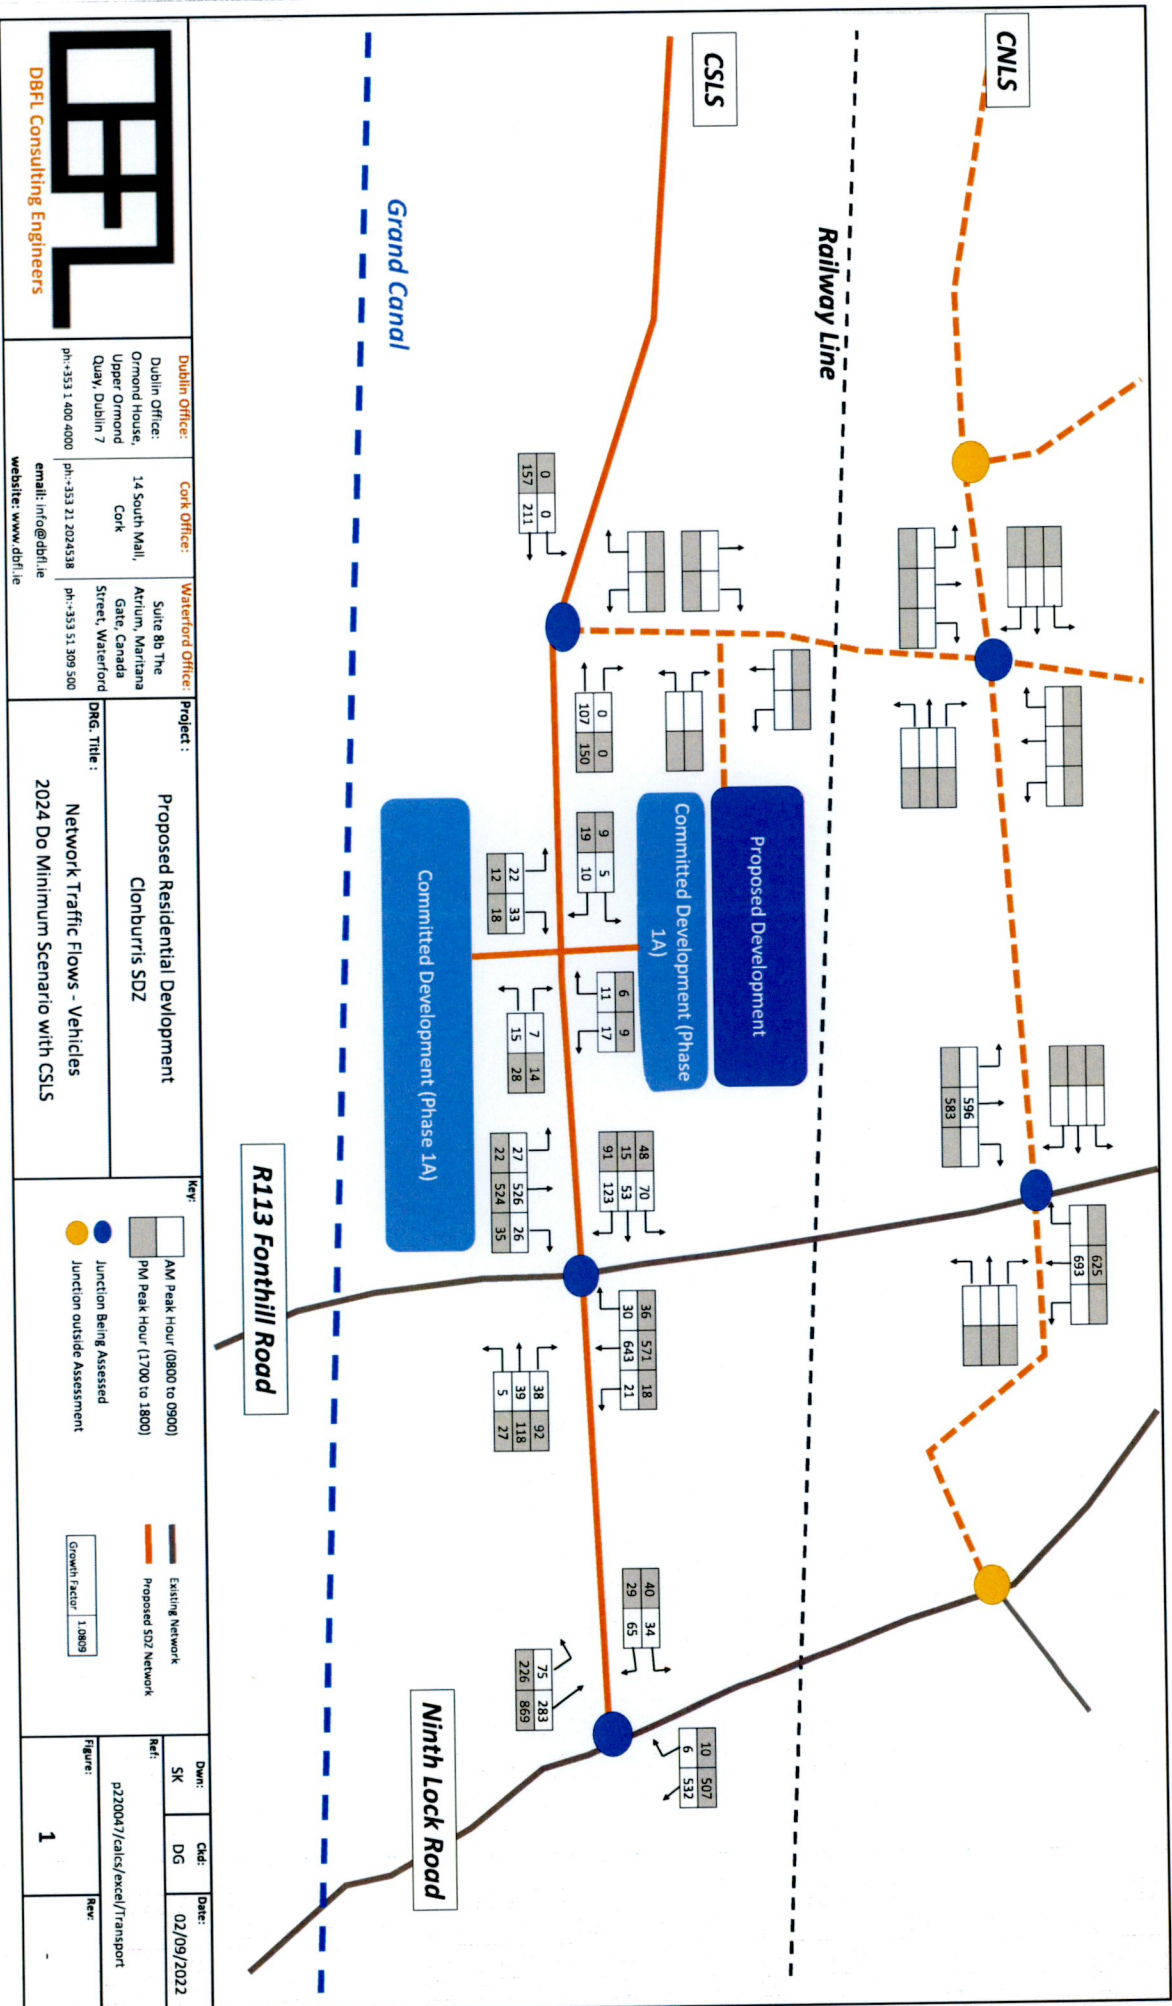 CNLS
625
693
596
583
Railway Line
CSLS
Proposed Development
Committed Development (Phase
1A)
10 507
6 532
40 34
29 65
48 70
15 53
91 123
36 571 18
30 643 21
6 9
11 17
9 5
19 10
0 0
107 150
0 0
157 211
7 14
15 28
22 33
12 18
27 526 26
22 524 35
38 92
39 118
5 27
75 283
226 869
Grand Canal
Committed Development (Phase 1A)
Ninth Lock Road
R113 Fonthill Road
DBFL Consulting Engineers
Dublin Office:
Dublin Office:
Ormond House,
Upper Ormond
Quay, Dublin 7
ph:+353 1 400 4000
Cork Office:
14 South Mall,
Cork
ph:+353 21 2024538
Waterford Office:
Suite 8b The
Atrium, Maritana
Gate, Canada
Street, Waterford
ph:+353 51 309 500
email: info@dbfl.ie
website: www.dbfl.ie
Project :
Proposed Residential Devlopment
Clonburris SDZ
DRG. Title :
Network Traffic Flows - Vehicles
2024 Do Minimum Scenario with CSLS
Key:
AM Peak Hour (0800 to 0900)
PM Peak Hour (1700 to 1800)
Junction Being Assessed
Junction outside Assessment
Existing Network
Proposed SDZ Network
Growth Factor 1.0809
Dwn:
SK
Ckd:
DG
Date:
02/09/2022
Ref:
p220047/calcs/excel/Transport
Figure:
1
Rev:
-